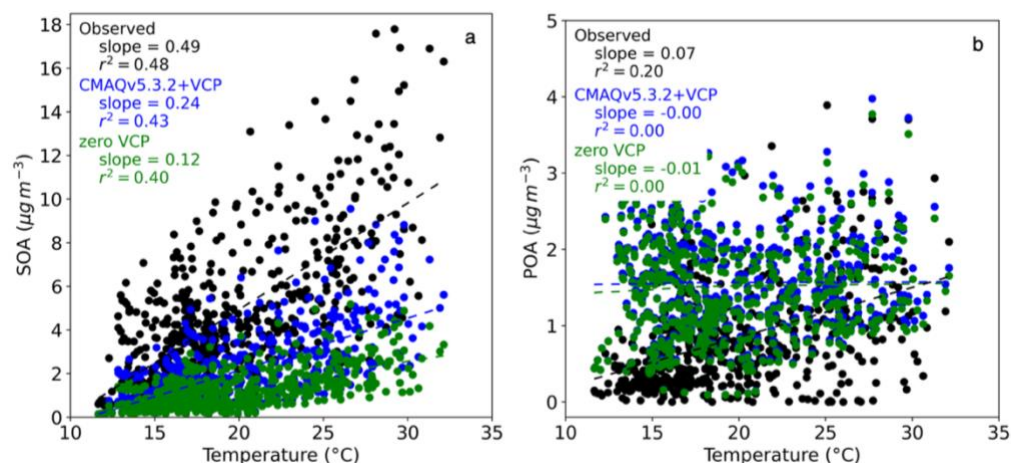 a
Observed
slope = 0.49
r² = 0.48
CMAQv5.3.2+VCP
slope = 0.24
r² = 0.43
zero VCP
slope = 0.12
r² = 0.40
SOA (μg m⁻³)
18
16
14
12
10
8
6
4
2
0
10 15 20 25 30 35
Temperature (°C)
b
Observed
slope = 0.07
r² = 0.20
CMAQv5.3.2+VCP
slope = -0.00
r² = 0.00
zero VCP
slope = -0.01
r² = 0.00
POA (μg m⁻³)
5
4
3
2
1
0
10 15 20 25 30 35
Temperature (°C)